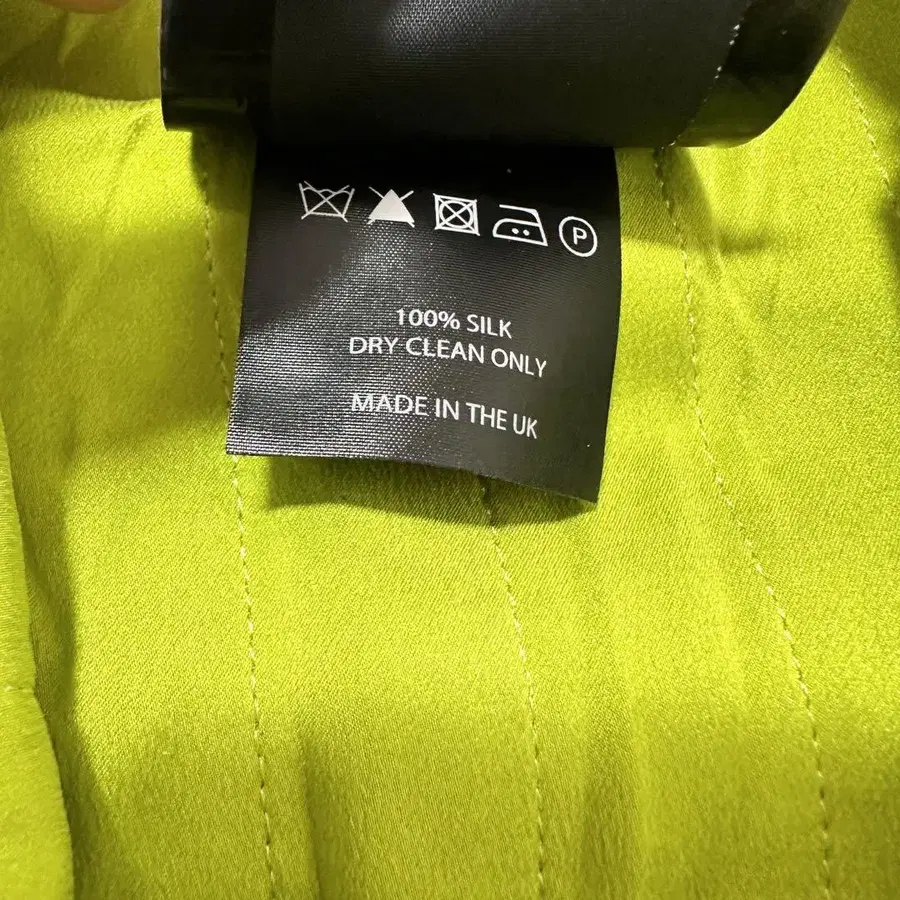 P
100% SILK
DRY CLEAN ONLY
MADE IN THE UK